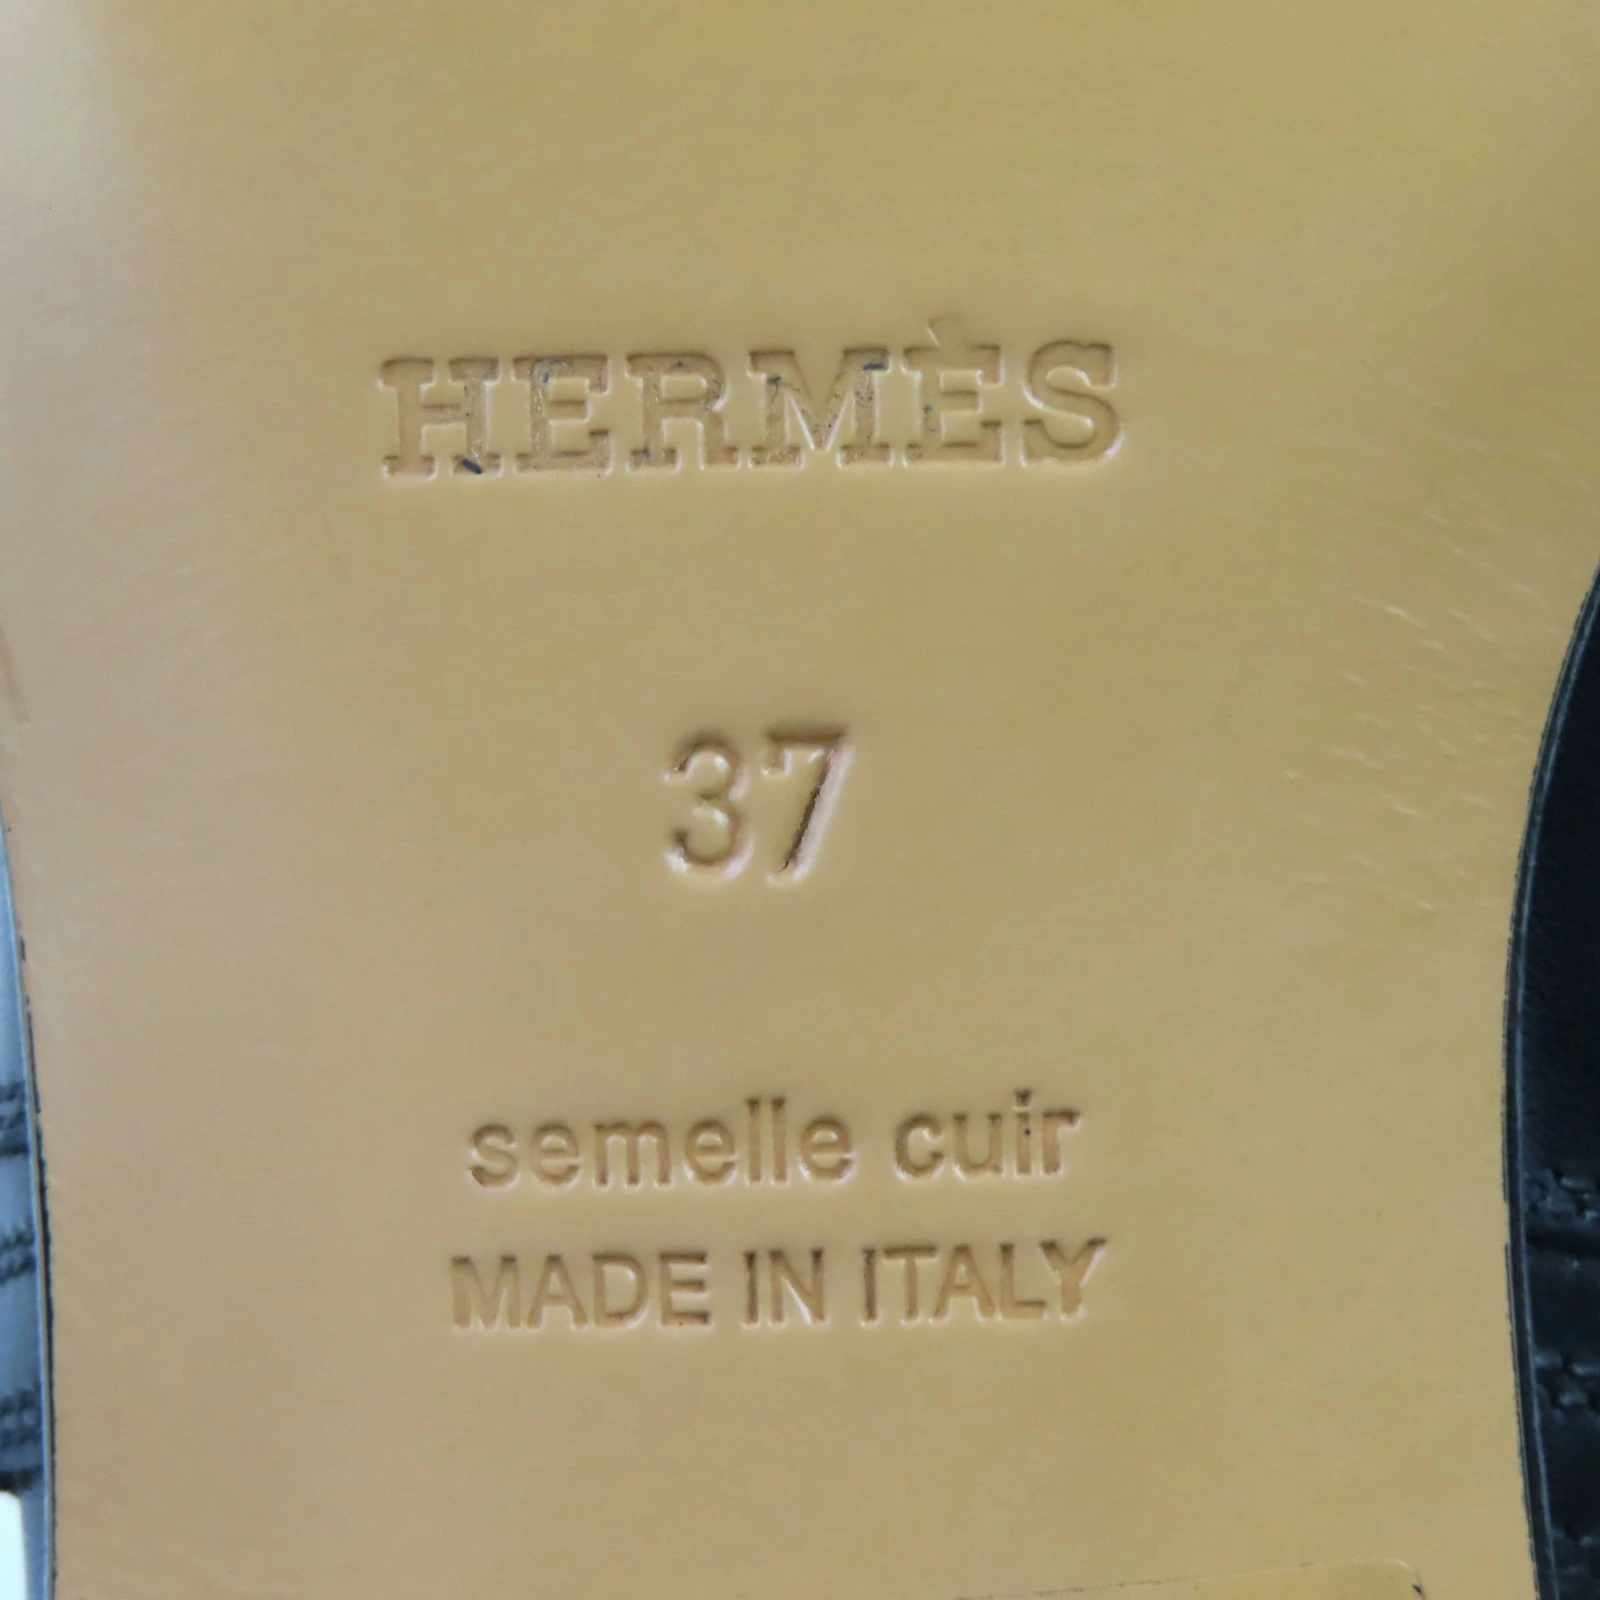 HERMÈS
37
semelle cuir
MADE IN ITALY